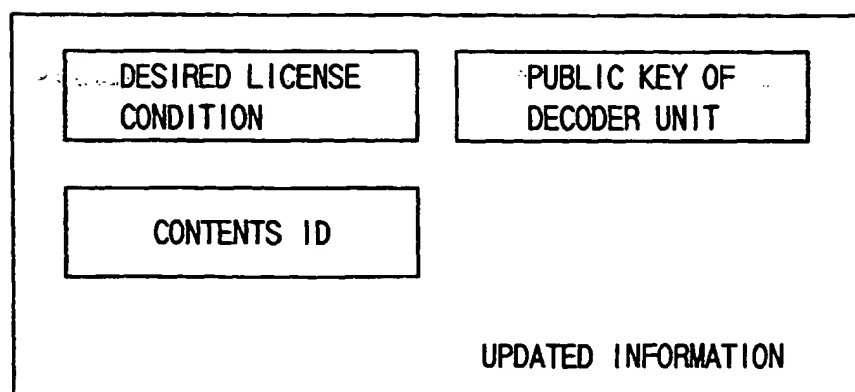 DESIRED LICENSE
CONDITION
PUBLIC KEY OF
DECODER UNIT
CONTENTS ID
UPDATED INFORMATION